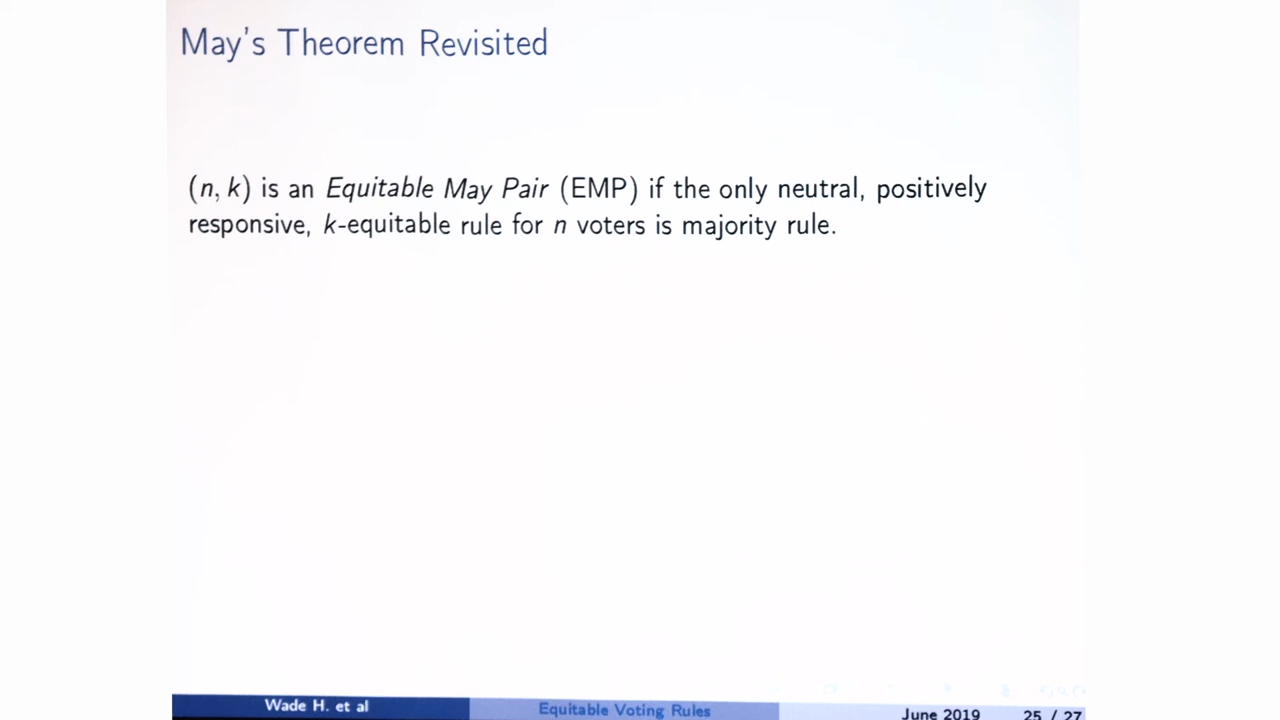 May's Theorem Revisited
(n, k) is an Equitable May Pair (EMP) if the only neutral, positively
responsive, k-equitable rule for n voters is majority rule.
Wade H. et al
Equitable Voting Rules
June 2019
25 / 27